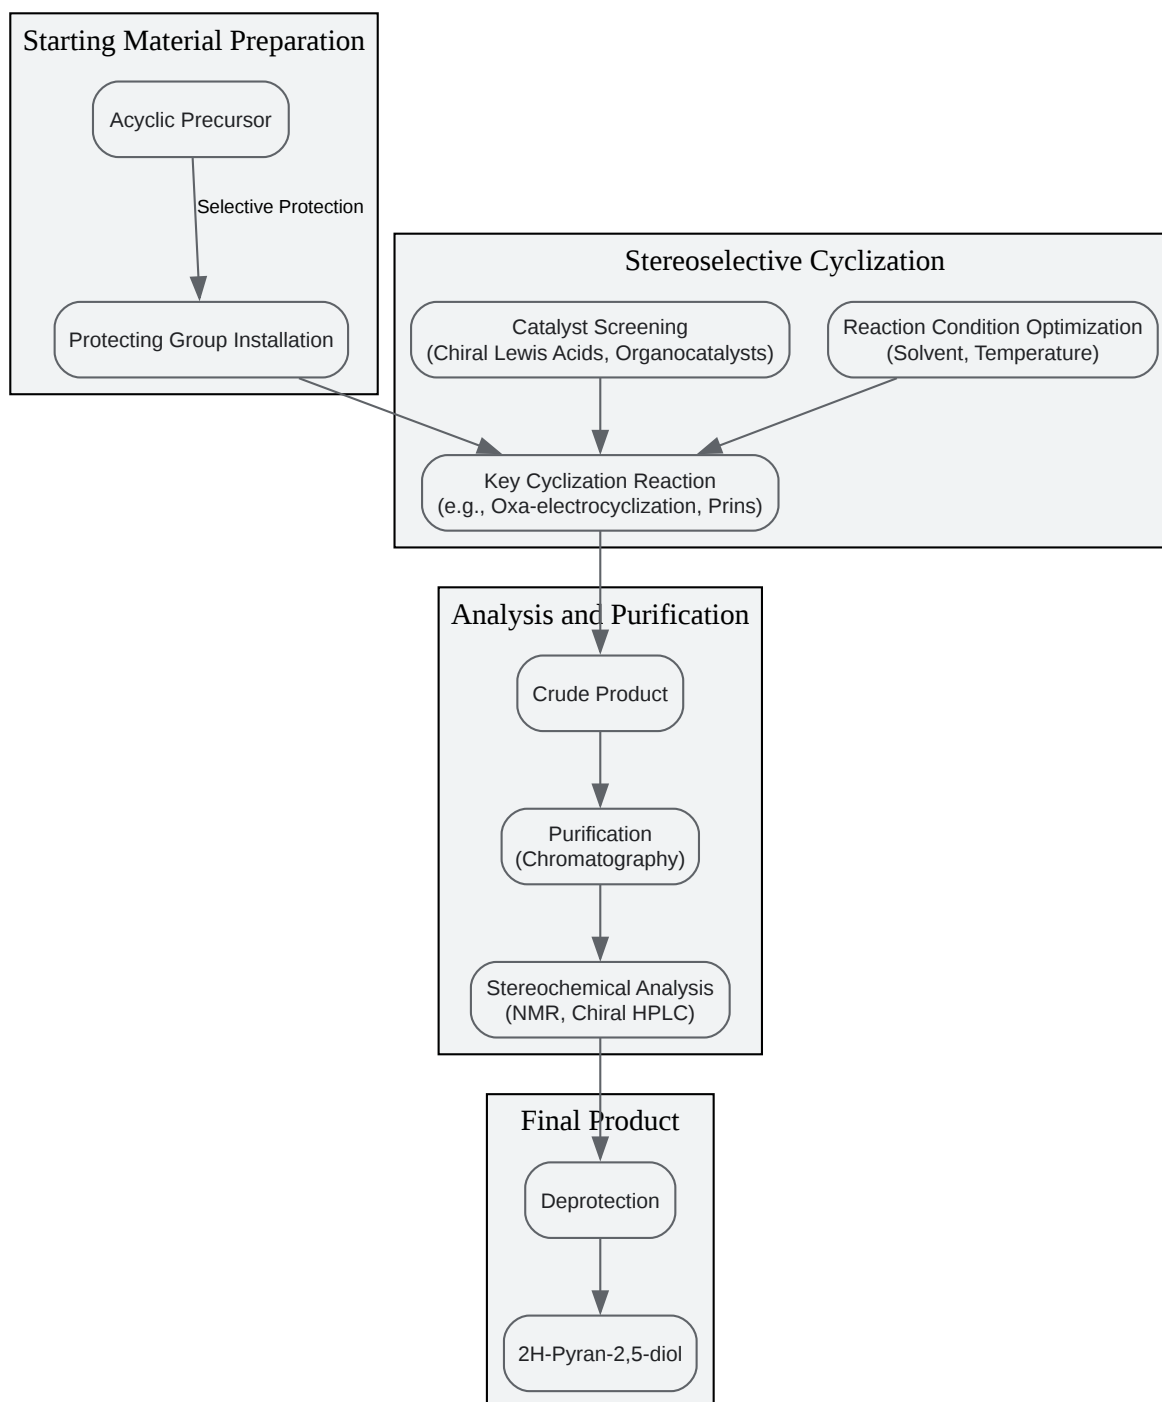 Starting Material Preparation
Acyclic Precursor
Selective Protection
Protecting Group Installation
Stereoselective Cyclization
Catalyst Screening
(Chiral Lewis Acids, Organocatalysts)
Reaction Condition Optimization
(Solvent, Temperature)
Key Cyclization Reaction
(e.g., Oxa-electrocyclization, Prins)
Analysis and Purification
Crude Product
Purification
(Chromatography)
Stereochemical Analysis
(NMR, Chiral HPLC)
Final Product
Deprotection
2H-Pyran-2,5-diol